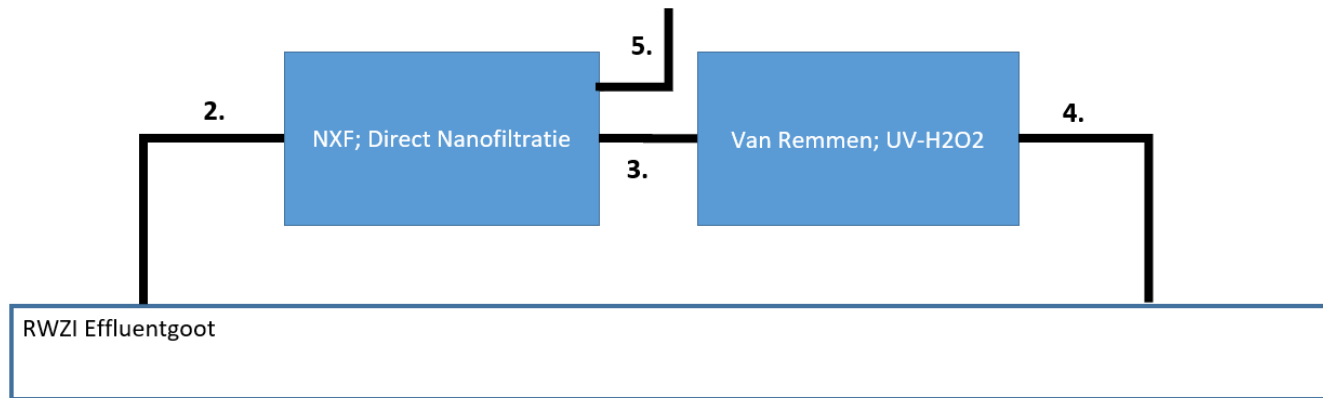 5.
2.
NXF; Direct Nanofiltratie
Van Remmen; UV-H2O2
4.
3.
RWZI Effluentgoot